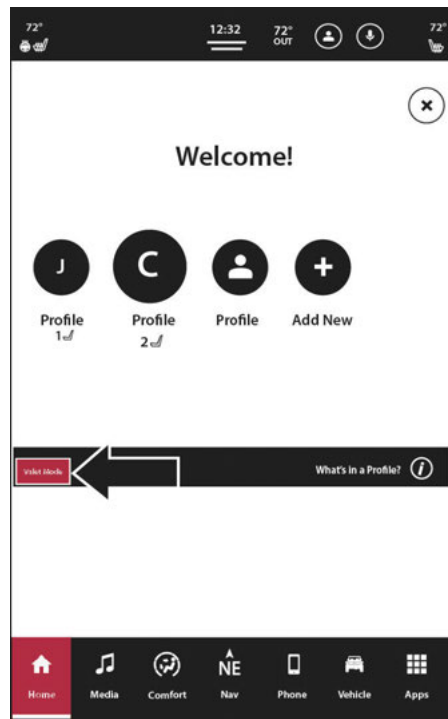 72°
12:32
72°
OUT
72°
Welcome!
J
C
Profile
1
Profile
2
Profile
Add New
Valet Mode
What's in a Profile?
i
NE
Home
Media
Comfort
Nav
Phone
Vehicle
Apps